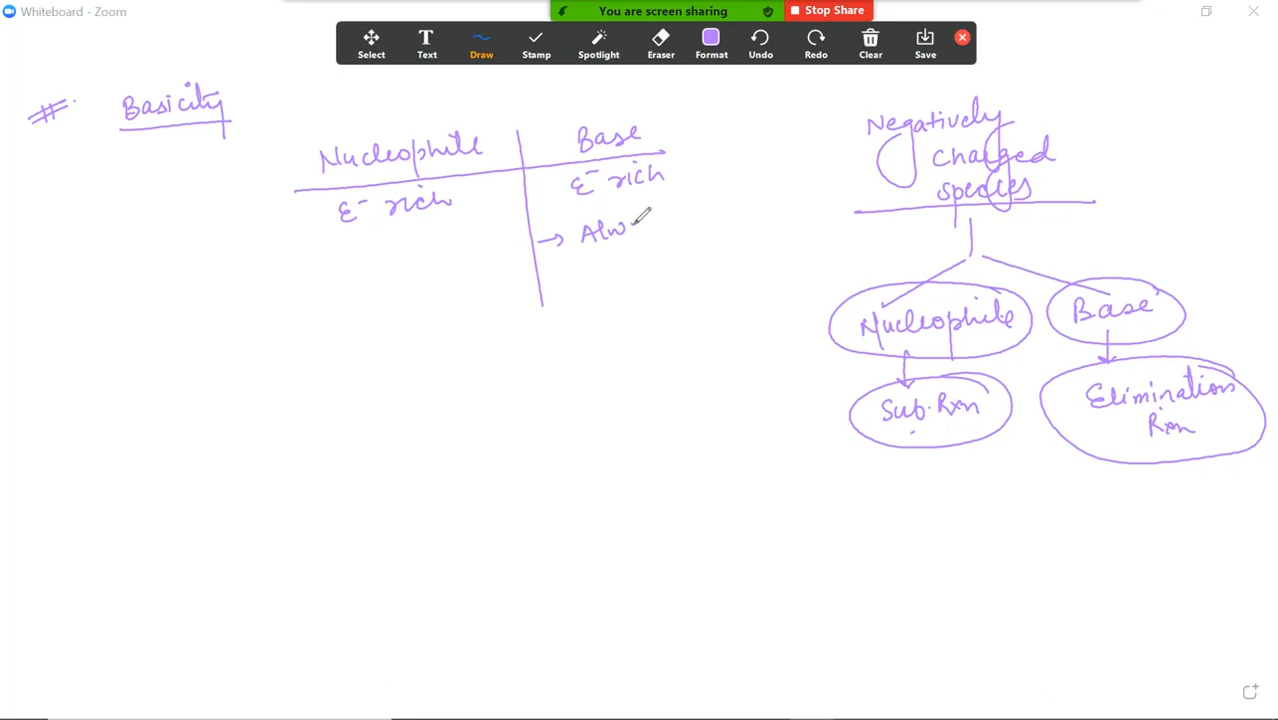 Whiteboard - Zoom
You are screen sharing
Stop Share
Select
Text
Draw
Stamp
Spotlight
Eraser
Format
Undo
Redo
Clear
Save
# Basicity
Nucleophile
Base
E⁻ rich
E⁻ rich
→ Alw
Negatively
charged
species
Nucleophile
Base
Sub. Rxn
Elimination
Rxn